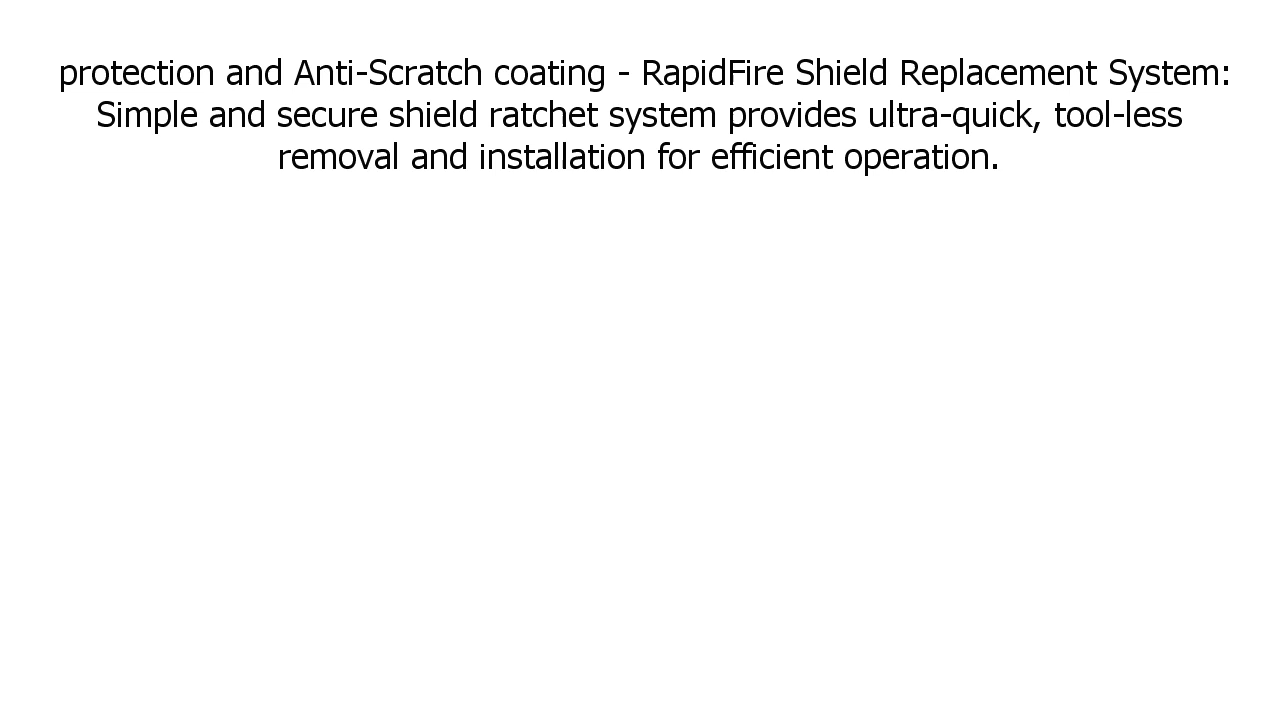 protection and Anti-Scratch coating - RapidFire Shield Replacement System:
Simple and secure shield ratchet system provides ultra-quick, tool-less
removal and installation for efficient operation.